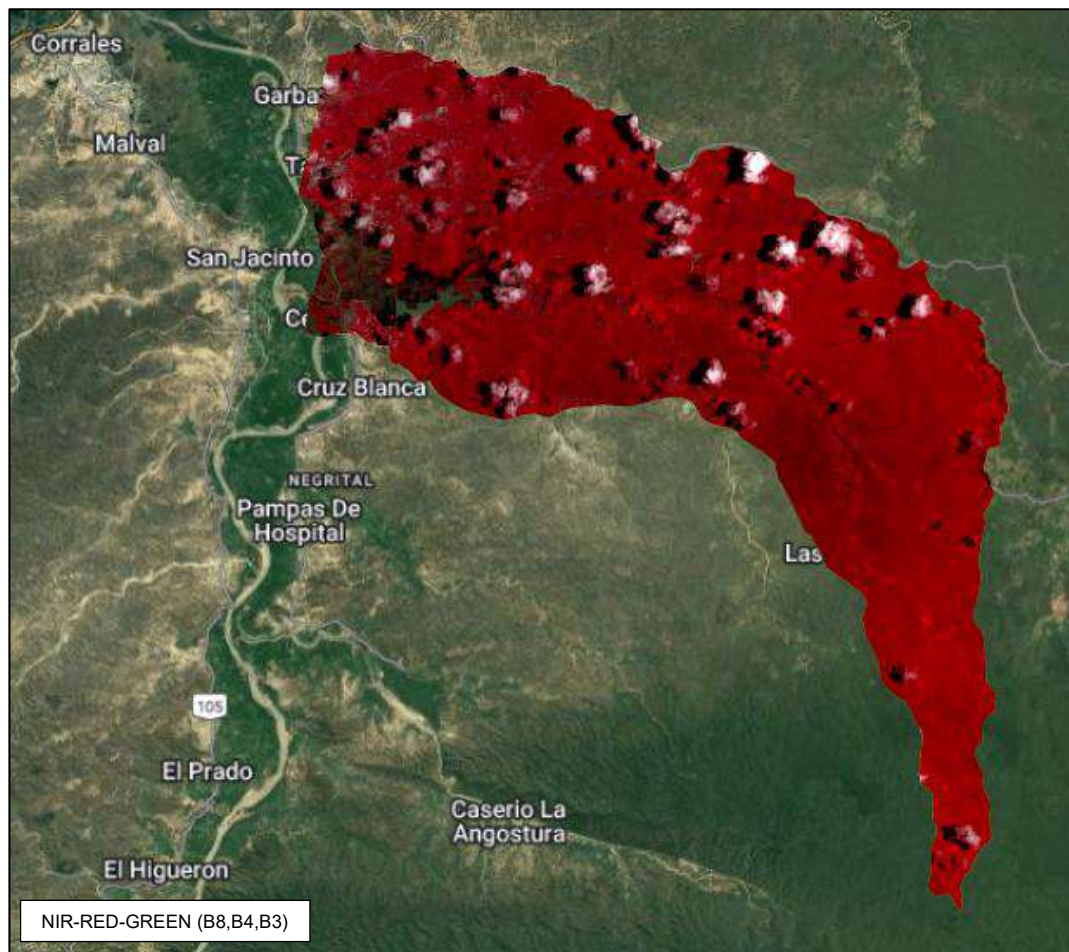 Corrales
Garba
Malval
Ta
San Jacinto
Ce
Cruz Blanca
NEGRITAL
Pampas De
Hospital
Las
105
El Prado
Caserio La
Angostura
El Higueron
NIR-RED-GREEN (B8,B4,B3)